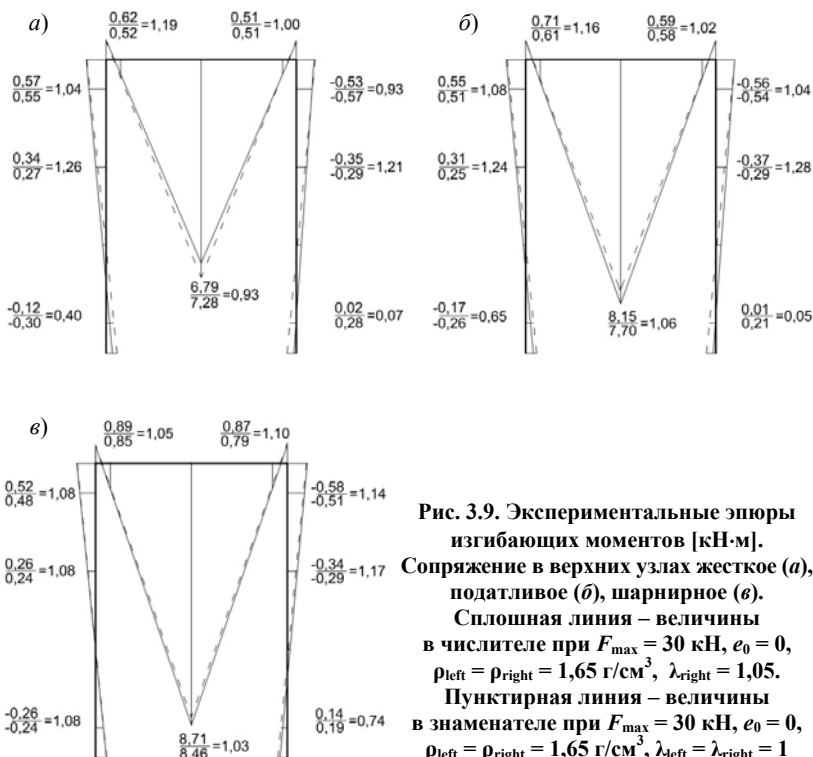 а)
0,62/0,52=1,19
0,51/0,51=1,00
0,57/0,55=1,04
-0,53/-0,57=0,93
0,34/0,27=1,26
-0,35/-0,29=1,21
6,79/7,28=0,93
-0,12/-0,30=0,40
0,02/0,28=0,07
б)
0,71/0,61=1,16
0,59/0,58=1,02
0,55/0,51=1,08
-0,56/-0,54=1,04
0,31/0,25=1,24
-0,37/-0,29=1,28
-0,17/-0,26=0,65
8,15/7,70=1,06
0,01/0,21=0,05
в)
0,89/0,85=1,05
0,87/0,79=1,10
0,52/0,48=1,08
-0,58/-0,51=1,14
0,26/0,24=1,08
-0,34/-0,29=1,17
-0,26/-0,24=1,08
8,71/8,46=1,03
0,14/0,19=0,74
Рис. 3.9. Экспериментальные эпюры
изгибающих моментов [кН·м].
Сопряжение в верхних узлах жесткое (а),
податливое (б), шарнирное (в).
Сплошная линия – величины
в числителе при Fmax = 30 кН, e0 = 0,
ρleft = ρright = 1,65 г/см³, λright = 1,05.
Пунктирная линия – величины
в знаменателе при Fmax = 30 кН, e0 = 0,
ρleft = ρright = 1,65 г/см³, λleft = λright = 1